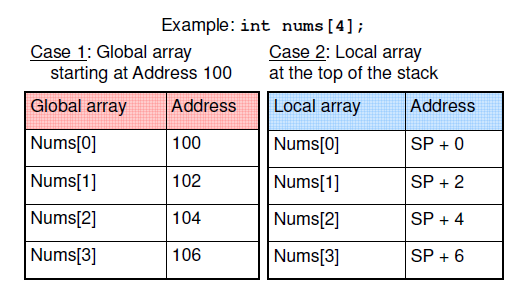 Example: int nums[4];
Case 1: Global array
starting at Address 100
Case 2: Local array
at the top of the stack
Global array Address
Nums[0] 100
Nums[1] 102
Nums[2] 104
Nums[3] 106
Local array Address
Nums[0] SP + 0
Nums[1] SP + 2
Nums[2] SP + 4
Nums[3] SP + 6